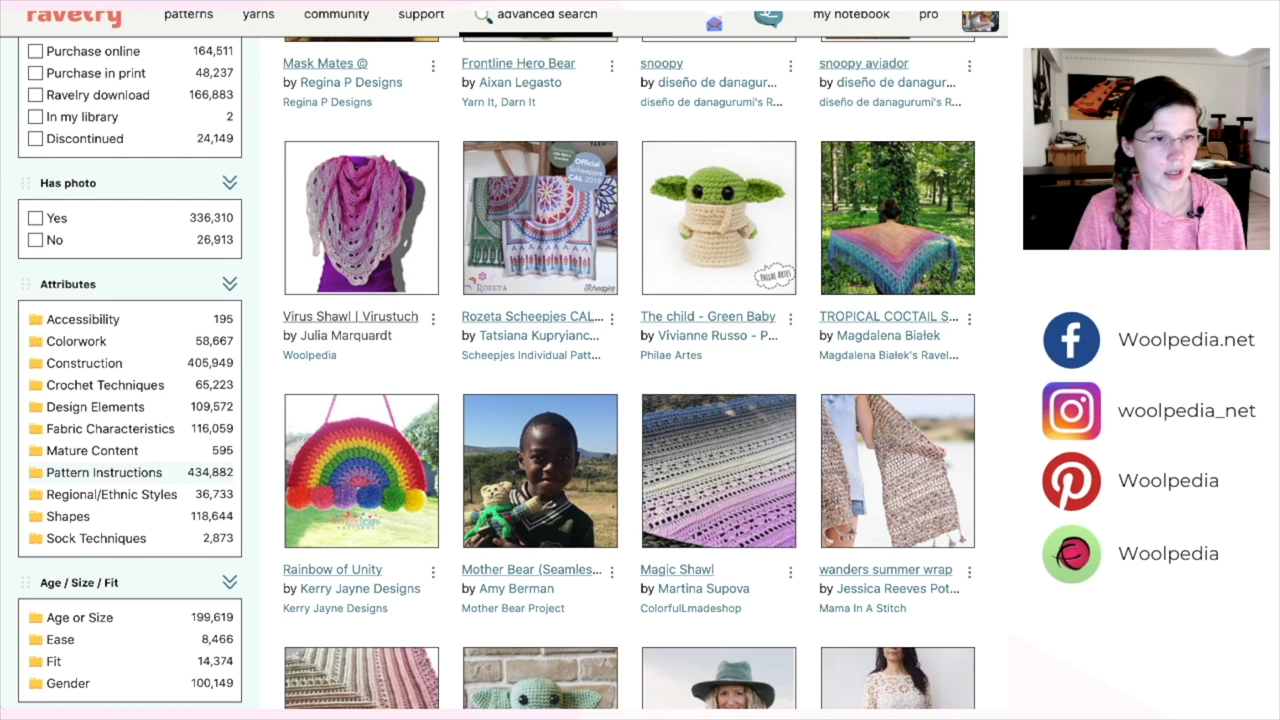 ravelry
patterns yarns community support advanced search my notebook pro
Purchase online 164,511
Purchase in print 48,237
Ravelry download 166,883
In my library 2
Discontinued 24,149
Has photo
Yes 336,310
No 26,913
Attributes
Accessibility 195
Colorwork 58,667
Construction 405,949
Crochet Techniques 65,223
Design Elements 109,572
Fabric Characteristics 116,059
Mature Content 595
Pattern Instructions 434,882
Regional/Ethnic Styles 36,733
Shapes 118,644
Sock Techniques 2,873
Age / Size / Fit
Age or Size 199,619
Ease 8,466
Fit 14,374
Gender 100,149
Mask Mates ©
by Regina P Designs
Regina P Designs
Frontline Hero Bear
by Aixan Legasto
Yarn It, Darn It
snoopy
by diseño de danagur...
diseño de danagurumi's R...
snoopy aviador
by diseño de danagur...
diseño de danagurumi's R...
Virus Shawl | Virustuch
by Julia Marquardt
Woolpedia
Official
Scheepjes
CAL 2019
ROZETA
Scheepjes
Rozeta Scheepjes CAL...
by Tatsiana Kupryianc...
Scheepjes Individual Patt...
PHILAE ARTES
The child - Green Baby
by Vivianne Russo - P...
Philae Artes
TROPICAL COCTAIL S...
by Magdalena Białek
Magdalena Białek's Ravel...
Rainbow of Unity
by Kerry Jayne Designs
Kerry Jayne Designs
Mother Bear (Seamles...
by Amy Berman
Mother Bear Project
Magic Shawl
by Martina Supova
ColorfulLmadeshop
wanders summer wrap
by Jessica Reeves Pot...
Mama In A Stitch
Woolpedia.net
woolpedia_net
Woolpedia
Woolpedia